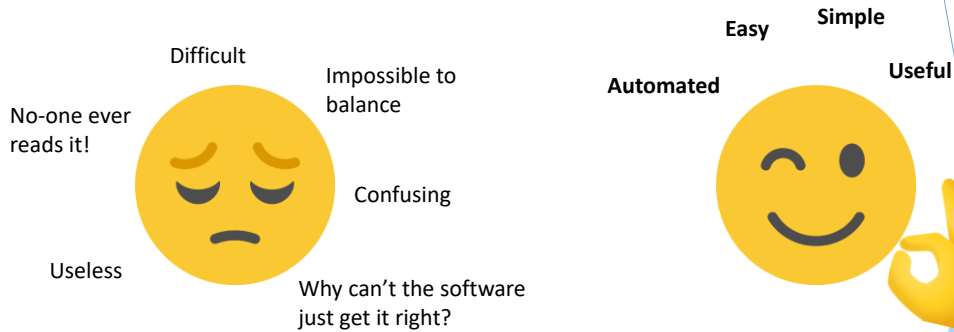 Difficult
Impossible to
balance
No-one ever
reads it!
Confusing
Useless
Why can’t the software
just get it right?
Simple
Easy
Useful
Automated